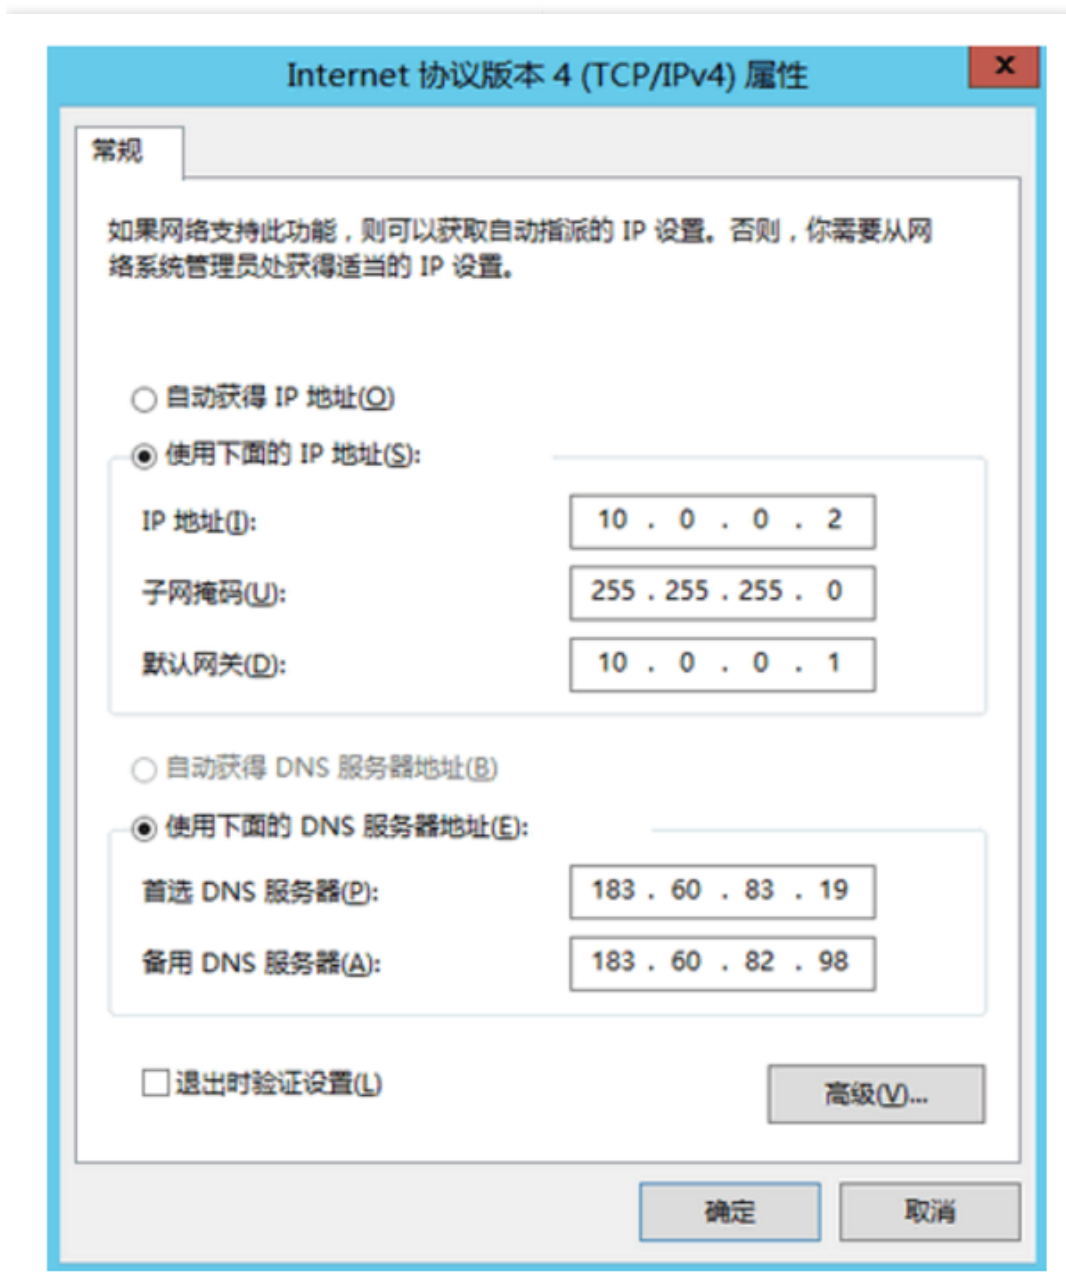 Internet 协议版本 4 (TCP/IPv4) 属性
x
常规
如果网络支持此功能，则可以获取自动指派的 IP 设置。否则，你需要从网
络系统管理员处获得适当的 IP 设置。
自动获得 IP 地址(O)
使用下面的 IP 地址(S):
IP 地址(I): 10 . 0 . 0 . 2
子网掩码(U): 255 . 255 . 255 . 0
默认网关(D): 10 . 0 . 0 . 1
自动获得 DNS 服务器地址(B)
使用下面的 DNS 服务器地址(E):
首选 DNS 服务器(P): 183 . 60 . 83 . 19
备用 DNS 服务器(A): 183 . 60 . 82 . 98
退出时验证设置(L)
高级(V)...
确定 取消